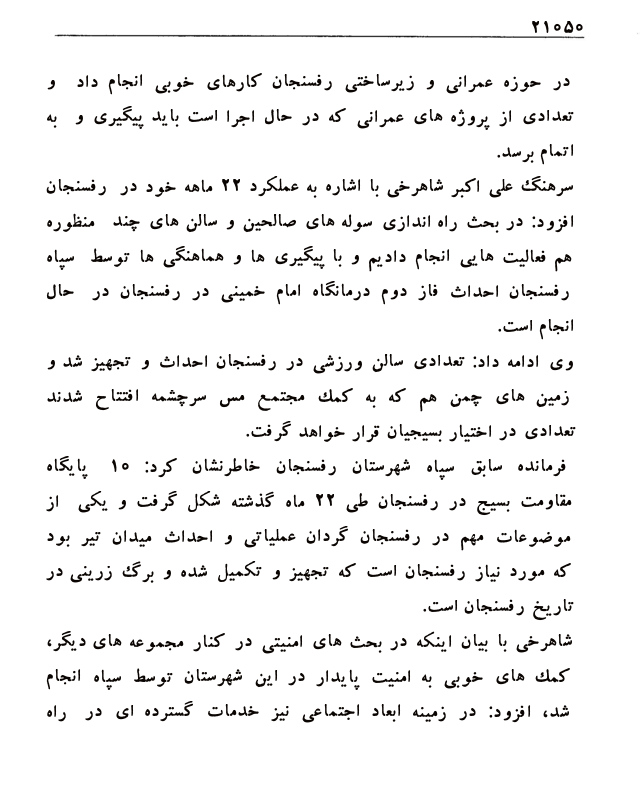 ۲۱۰۵۰
در حوزه عمرانی و زیرساختی رفسنجان کارهای خوبی انجام داد و
تعدادی از پروژه های عمرانی که در حال اجرا است باید پیگیری و به
اتمام برسد.
سرهنگ علی اکبر شاهرخی با اشاره به عملکرد ۲۲ ماهه خود در رفسنجان
افزود: در بحث راه اندازی سوله های صالحین و سالن های چند منظوره
هم فعالیت هایی انجام دادیم و با پیگیری ها و هماهنگی ها توسط سپاه
رفسنجان احداث فاز دوم درمانگاه امام خمینی در رفسنجان در حال
انجام است.
وی ادامه داد: تعدادی سالن ورزشی در رفسنجان احداث و تجهیز شد و
زمین های چمن هم که به کمک مجتمع مس سرچشمه افتتاح شدند
تعدادی در اختیار بسیجیان قرار خواهد گرفت.
فرمانده سابق سپاه شهرستان رفسنجان خاطرنشان کرد: ۱۰ پایگاه
مقاومت بسیج در رفسنجان طی ۲۲ ماه گذشته شکل گرفت و یکی از
موضوعات مهم در رفسنجان گردان عملیاتی و احداث میدان تیر بود
که مورد نیاز رفسنجان است که تجهیز و تکمیل شده و برگ زرینی در
تاریخ رفسنجان است.
شاهرخی با بیان اینکه در بحث های امنیتی در کنار مجموعه های دیگر،
کمک های خوبی به امنیت پایدار در این شهرستان توسط سپاه انجام
شد، افزود: در زمینه ابعاد اجتماعی نیز خدمات گسترده ای در راه